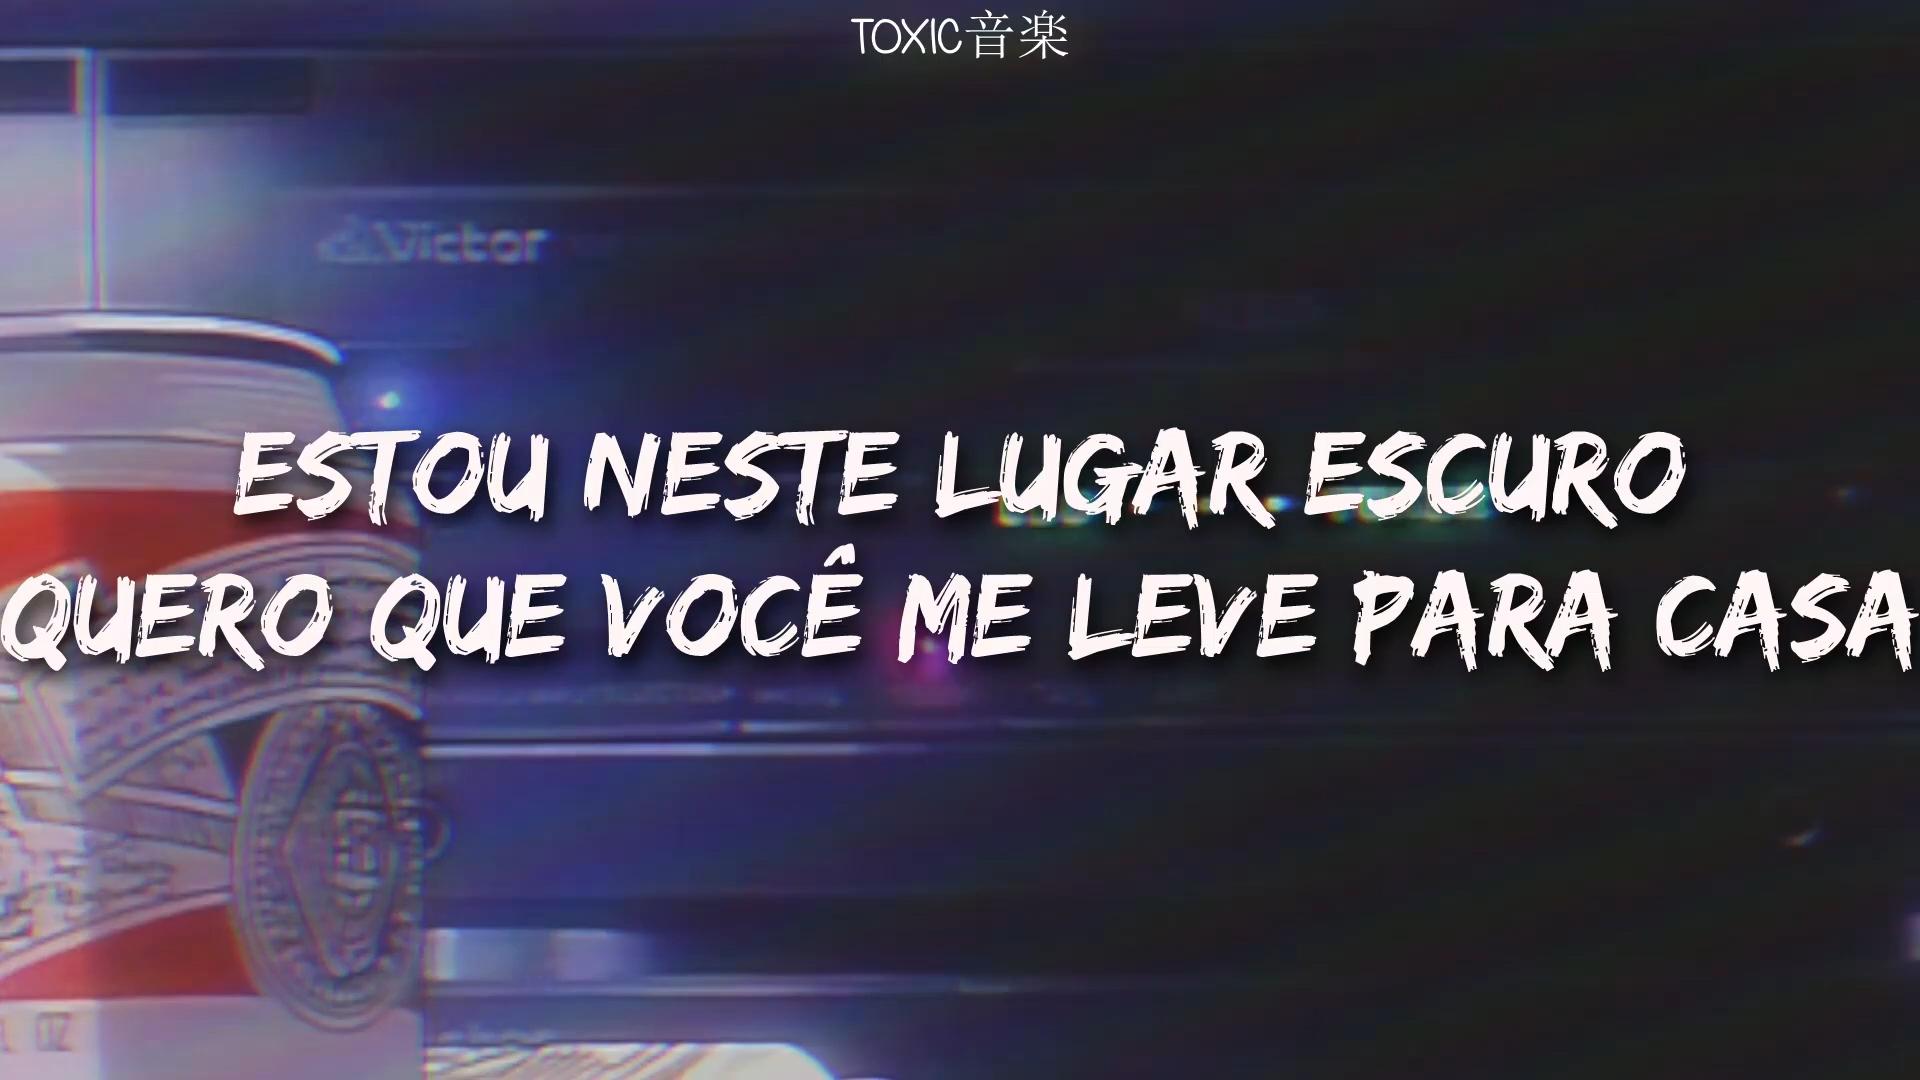 TOXIC音楽
Victor
ESTOU NESTE LUGAR ESCURO
QUERO QUE VOCÊ ME LEVE PARA CASA
OZ